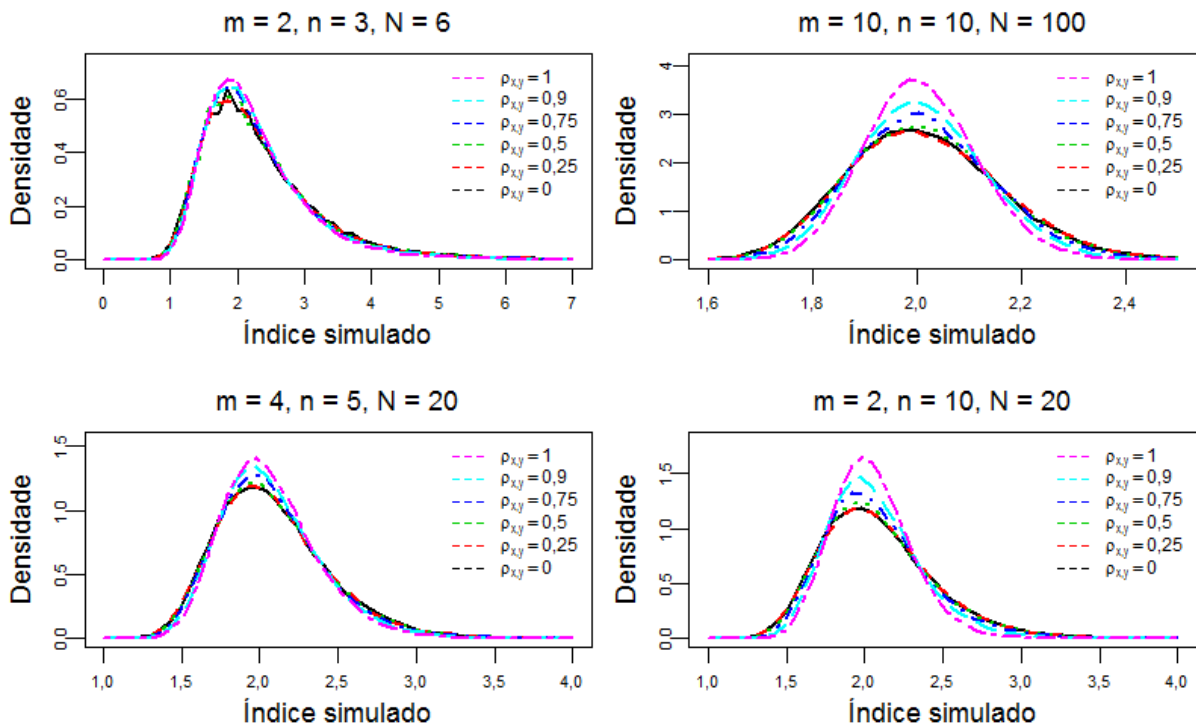 m = 2, n = 3, N = 6
Densidade
0,0
0,2
0,4
0,6
ρx,y = 1
ρx,y = 0,9
ρx,y = 0,75
ρx,y = 0,5
ρx,y = 0,25
ρx,y = 0
0 1 2 3 4 5 6 7
Índice simulado
m = 10, n = 10, N = 100
Densidade
0
1
2
3
4
ρx,y = 1
ρx,y = 0,9
ρx,y = 0,75
ρx,y = 0,5
ρx,y = 0,25
ρx,y = 0
1,6 1,8 2,0 2,2 2,4
Índice simulado
m = 4, n = 5, N = 20
Densidade
0,0
0,5
1,0
1,5
ρx,y = 1
ρx,y = 0,9
ρx,y = 0,75
ρx,y = 0,5
ρx,y = 0,25
ρx,y = 0
1,0 1,5 2,0 2,5 3,0 3,5 4,0
Índice simulado
m = 2, n = 10, N = 20
Densidade
0,0
0,5
1,0
1,5
ρx,y = 1
ρx,y = 0,9
ρx,y = 0,75
ρx,y = 0,5
ρx,y = 0,25
ρx,y = 0
1,0 1,5 2,0 2,5 3,0 3,5 4,0
Índice simulado